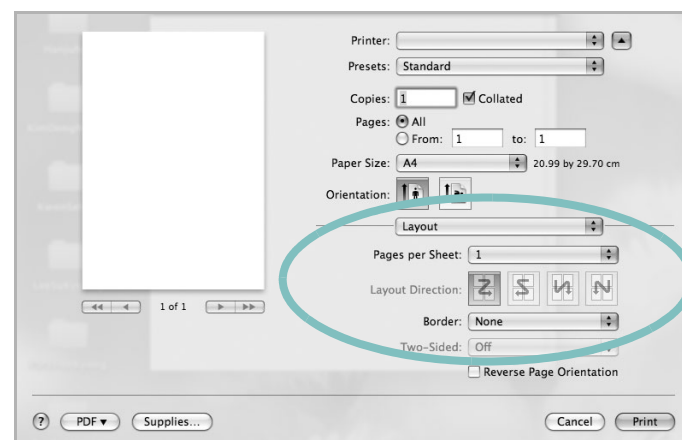 Printer:
Presets: Standard
Copies: 1 Collated
Pages: All
From: 1 to: 1
Paper Size: A4 20.99 by 29.70 cm
Orientation:
Layout
Pages per Sheet: 1
Layout Direction:
1 of 1
Border: None
Two-Sided: Off
Reverse Page Orientation
? PDF▼ Supplies... Cancel Print